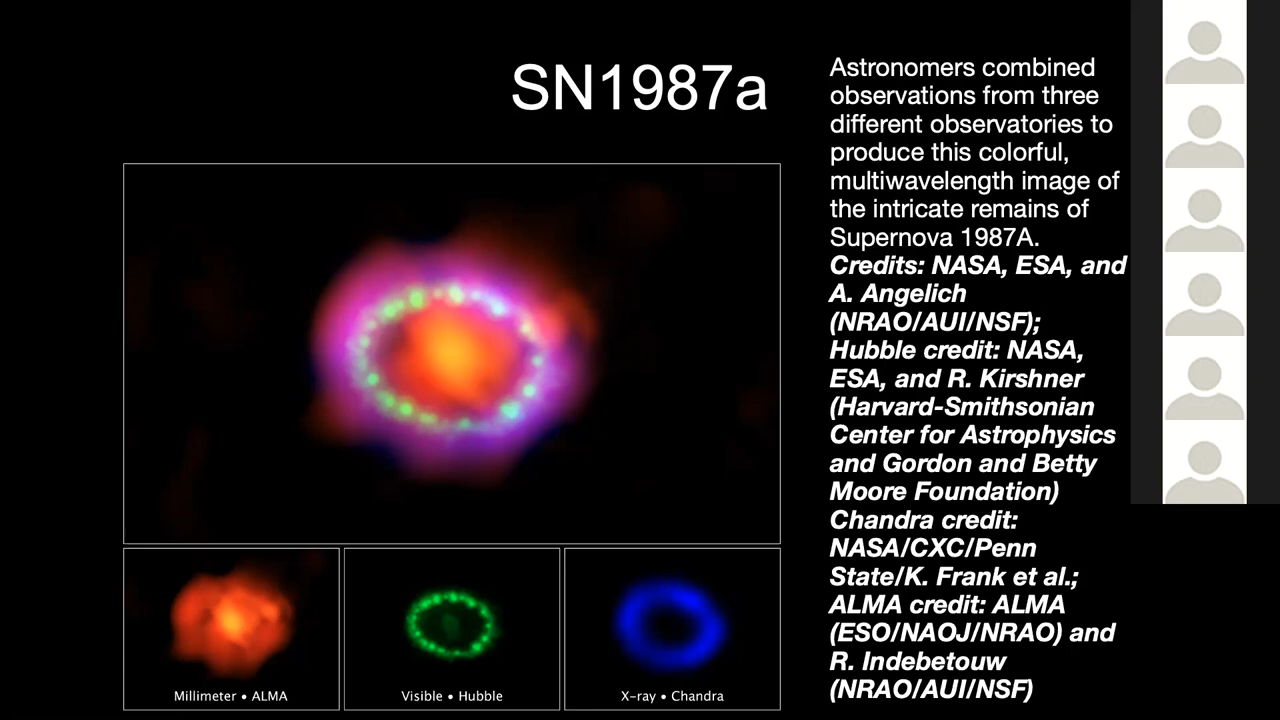 SN1987a
Astronomers combined
observations from three
different observatories to
produce this colorful,
multiwavelength image of
the intricate remains of
Supernova 1987A.
Credits: NASA, ESA, and
A. Angelich
(NRAO/AUI/NSF);
Hubble credit: NASA,
ESA, and R. Kirshner
(Harvard-Smithsonian
Center for Astrophysics
and Gordon and Betty
Moore Foundation)
Chandra credit:
NASA/CXC/Penn
State/K. Frank et al.;
ALMA credit: ALMA
(ESO/NAOJ/NRAO) and
R. Indebetouw
(NRAO/AUI/NSF)
Millimeter • ALMA
Visible • Hubble
X-ray • Chandra